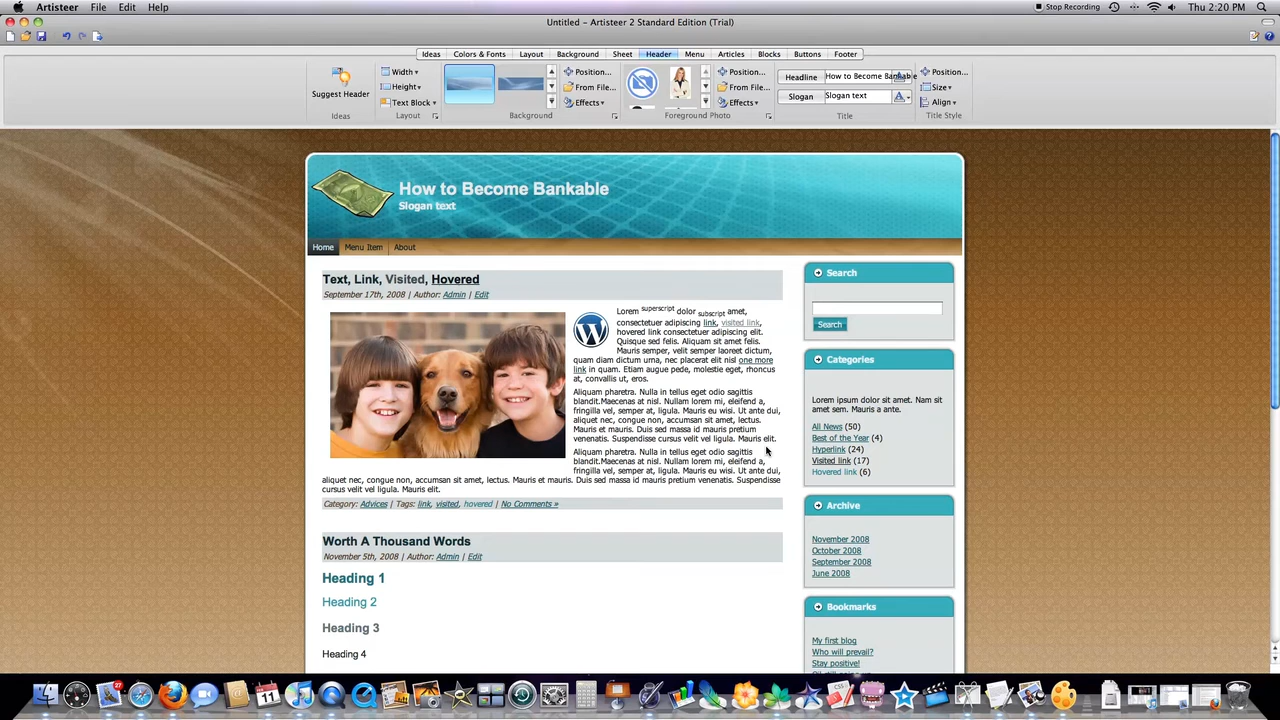 Artisteer File Edit Help
Stop Recording Thu 2:20 PM
Untitled – Artisteer 2 Standard Edition (Trial)
Ideas Colors & Fonts Layout Background Sheet Header Menu Articles Blocks Buttons Footer
Suggest Header
Ideas
Width
Height
Text Block
Layout
Position...
From File...
Effects
Background
Position...
From File...
Effects
Foreground Photo
Headline How to Become Bankable
Slogan Slogan text
Title
Position...
Size
Align
Title Style
How to Become Bankable
Slogan text
Home Menu Item About
Text, Link, Visited, Hovered
September 17th, 2008 | Author: Admin | Edit
Lorem superscript dolor subscript amet,
consectetuer adipiscing link, visited link,
hovered link consectetuer adipiscing elit.
Quisque sed felis. Aliquam sit amet felis.
Mauris semper, velit semper laoreet dictum,
quam diam dictum urna, nec placerat elit nisl one more
link in quam. Etiam augue pede, molestie eget, rhoncus
at, convallis ut, eros.
Aliquam pharetra. Nulla in tellus eget odio sagittis
blandit.Maecenas at nisl. Nullam lorem mi, eleifend a,
fringilla vel, semper at, ligula. Mauris eu wisi. Ut ante dui,
aliquet nec, congue non, accumsan sit amet, lectus.
Mauris et mauris. Duis sed massa id mauris pretium
venenatis. Suspendisse cursus velit vel ligula. Mauris elit.
Aliquam pharetra. Nulla in tellus eget odio sagittis
blandit.Maecenas at nisl. Nullam lorem mi, eleifend a,
fringilla vel, semper at, ligula. Mauris eu wisi. Ut ante dui,
aliquet nec, congue non, accumsan sit amet, lectus. Mauris et mauris. Duis sed massa id mauris pretium venenatis. Suspendisse
cursus velit vel ligula. Mauris elit.
Category: Advices | Tags: link, visited, hovered | No Comments »
Worth A Thousand Words
November 5th, 2008 | Author: Admin | Edit
Heading 1
Heading 2
Heading 3
Heading 4
Search
Search
Categories
Lorem ipsum dolor sit amet. Nam sit
amet sem. Mauris a ante.
All News (50)
Best of the Year (4)
Hyperlink (24)
Visited link (17)
Hovered link (6)
Archive
November 2008
October 2008
September 2008
June 2008
Bookmarks
My first blog
Who will prevail?
Stay positive!